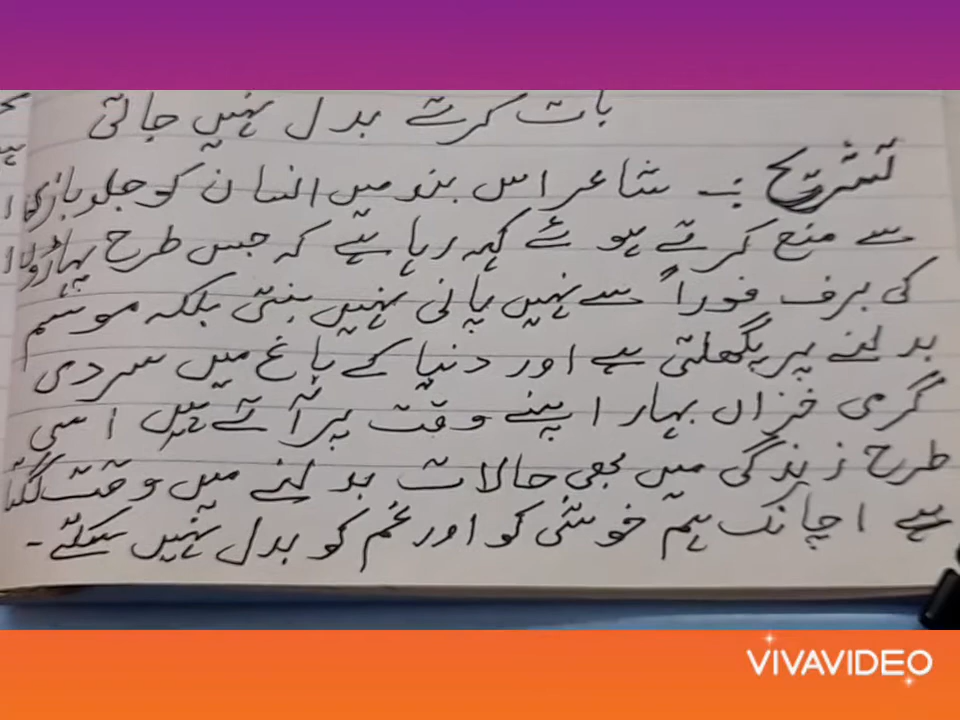 بات کرتے بدل نہیں جاتی
تشریح :۔ شاعر اس بند میں انسان کو جلد بازی
سے منع کرتے ہوئے کہہ رہا ہے کہ جس طرح پہاڑوں
کی برف فوراً سے نہیں پانی نہیں بنتی بلکہ موسم
بدلنے پر پگھلتی ہے اور دنیا کے باغ میں سردی
گرمی خزاں بہار اپنے وقت پر آتے ہیں اسی
طرح زندگی میں بھی حالات بدلنے میں وقت لگتا
ہے اچانک ہم خوشی کو اور غم کو بدل نہیں سکتے۔
VIVAVIDEO